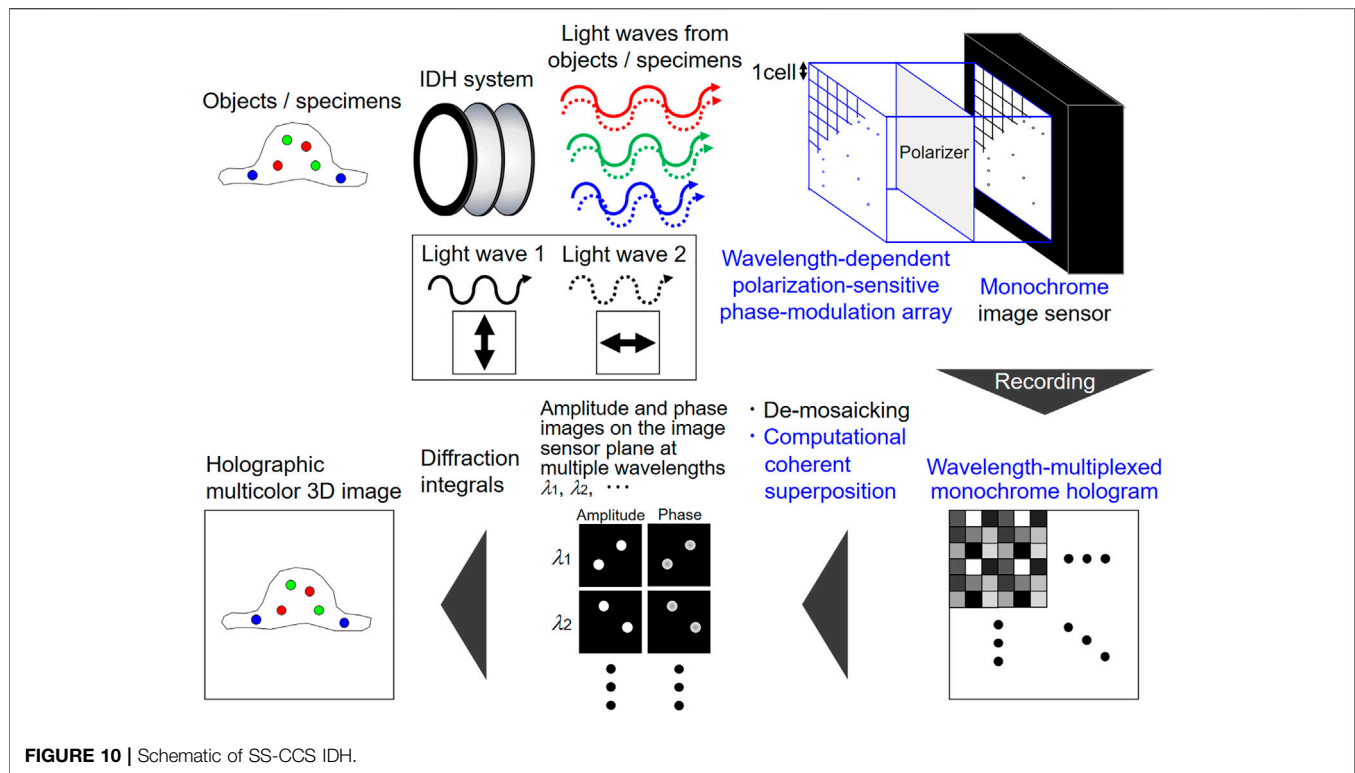 Objects / specimens
IDH system
Light waves from
objects / specimens
1cell
Polarizer
Light wave 1
Light wave 2
Wavelength-dependent
polarization-sensitive
phase-modulation array
Monochrome
image sensor
Recording
Wavelength-multiplexed
monochrome hologram
・De-mosaicking
・Computational
coherent
superposition
Amplitude and phase
images on the image
sensor plane at
multiple wavelengths
λ1, λ2, ・・・
Amplitude
Phase
λ1
λ2
Diffraction
integrals
Holographic
multicolor 3D image
FIGURE 10 | Schematic of SS-CCS IDH.